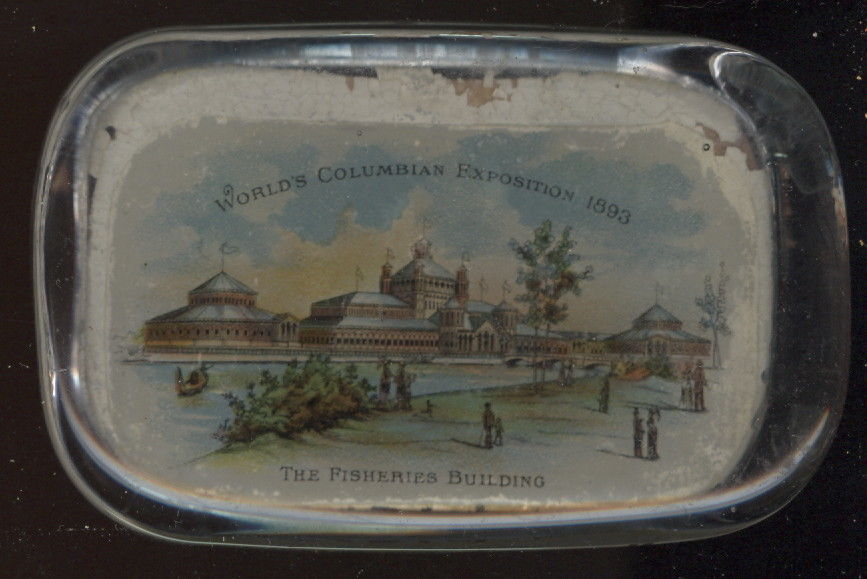 World's Columbian Exposition 1893
The Fisheries Building